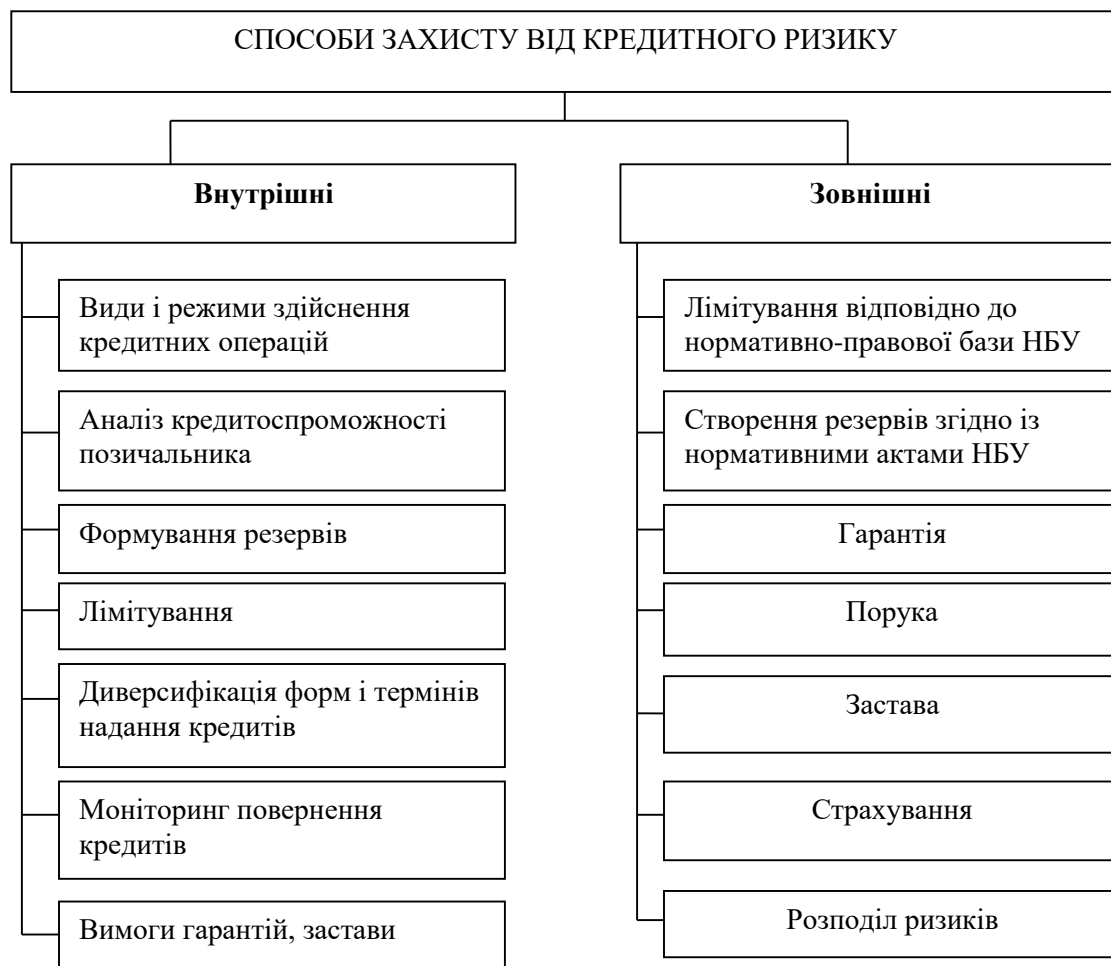 СПОСОБИ ЗАХИСТУ ВІД КРЕДИТНОГО РИЗИКУ
Внутрішні
Види і режими здійснення
кредитних операцій
Аналіз кредитоспроможності
позичальника
Формування резервів
Лімітування
Диверсифікація форм і термінів
надання кредитів
Моніторинг повернення
кредитів
Вимоги гарантій, застави
Зовнішні
Лімітування відповідно до
нормативно-правової бази НБУ
Створення резервів згідно із
нормативними актами НБУ
Гарантія
Порука
Застава
Страхування
Розподіл ризиків